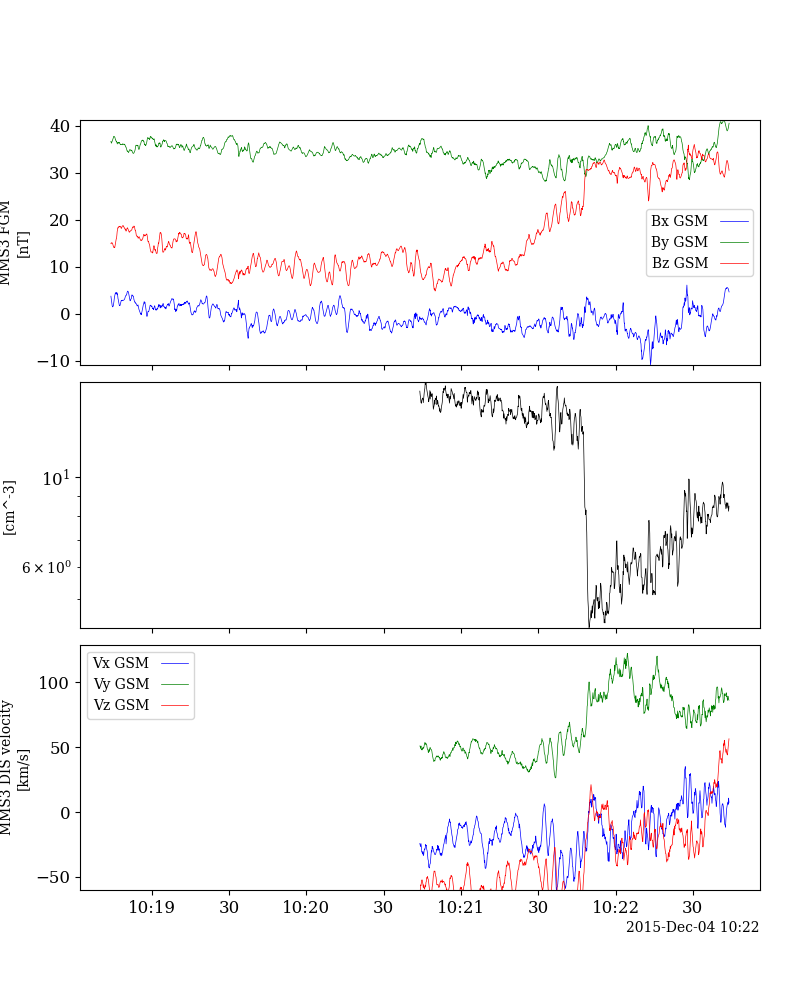 40
30
20
10
0
−10
MMS3 FGM
[nT]
Bx GSM
By GSM
Bz GSM
10¹
6 × 10⁰
[cm^-3]
Vx GSM
Vy GSM
Vz GSM
100
50
0
−50
MMS3 DIS velocity
[km/s]
10:19 30 10:20 30 10:21 30 10:22 30
2015-Dec-04 10:22